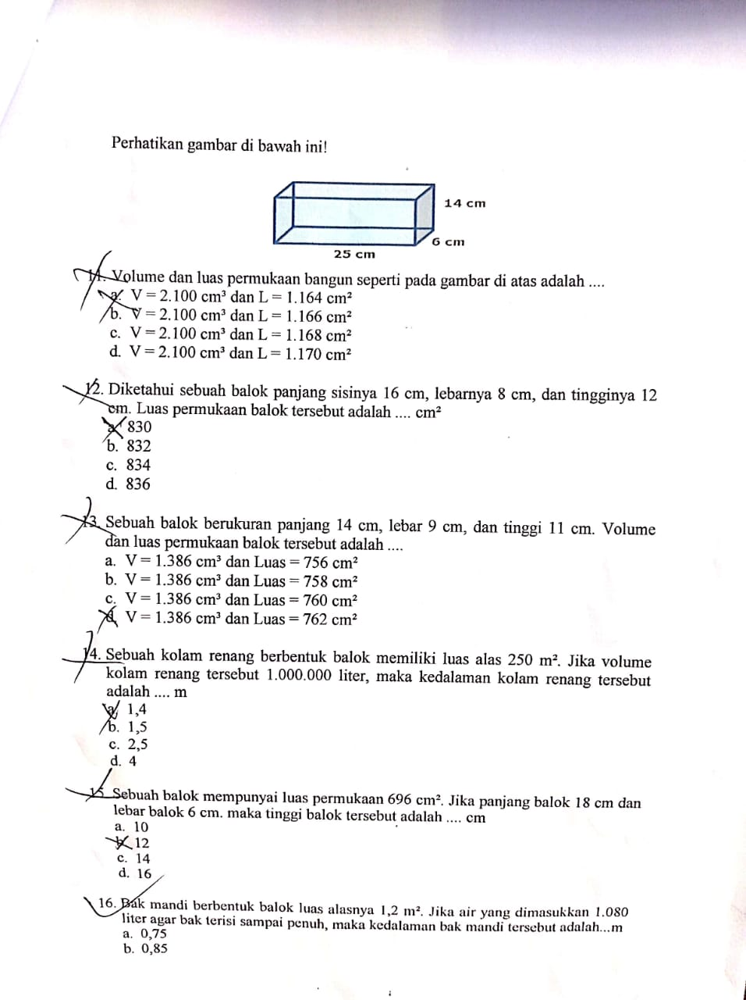 Perhatikan gambar di bawah ini!
14 cm
6 cm
25 cm
11. Volume dan luas permukaan bangun seperti pada gambar di atas adalah ....
a. V = 2.100 cm³ dan L = 1.164 cm²
b. V = 2.100 cm³ dan L = 1.166 cm²
c. V = 2.100 cm³ dan L = 1.168 cm²
d. V = 2.100 cm³ dan L = 1.170 cm²
12. Diketahui sebuah balok panjang sisinya 16 cm, lebarnya 8 cm, dan tingginya 12
cm. Luas permukaan balok tersebut adalah .... cm²
a. 830
b. 832
c. 834
d. 836
13. Sebuah balok berukuran panjang 14 cm, lebar 9 cm, dan tinggi 11 cm. Volume
dan luas permukaan balok tersebut adalah ....
a. V = 1.386 cm³ dan Luas = 756 cm²
b. V = 1.386 cm³ dan Luas = 758 cm²
c. V = 1.386 cm³ dan Luas = 760 cm²
d. V = 1.386 cm³ dan Luas = 762 cm²
14. Sebuah kolam renang berbentuk balok memiliki luas alas 250 m². Jika volume
kolam renang tersebut 1.000.000 liter, maka kedalaman kolam renang tersebut
adalah .... m
a. 1,4
b. 1,5
c. 2,5
d. 4
15. Sebuah balok mempunyai luas permukaan 696 cm². Jika panjang balok 18 cm dan
lebar balok 6 cm. maka tinggi balok tersebut adalah .... cm
a. 10
b. 12
c. 14
d. 16
16. Bak mandi berbentuk balok luas alasnya 1,2 m². Jika air yang dimasukkan 1.080
liter agar bak terisi sampai penuh, maka kedalaman bak mandi tersebut adalah...m
a. 0,75
b. 0,85